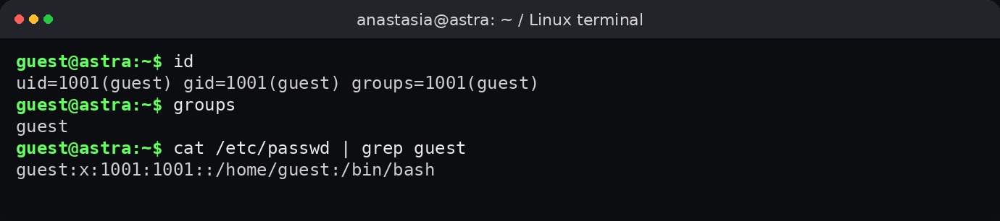 anastasia@astra: ~ / Linux terminal
guest@astra:~$ id
uid=1001(guest) gid=1001(guest) groups=1001(guest)
guest@astra:~$ groups
guest
guest@astra:~$ cat /etc/passwd | grep guest
guest:x:1001:1001::/home/guest:/bin/bash